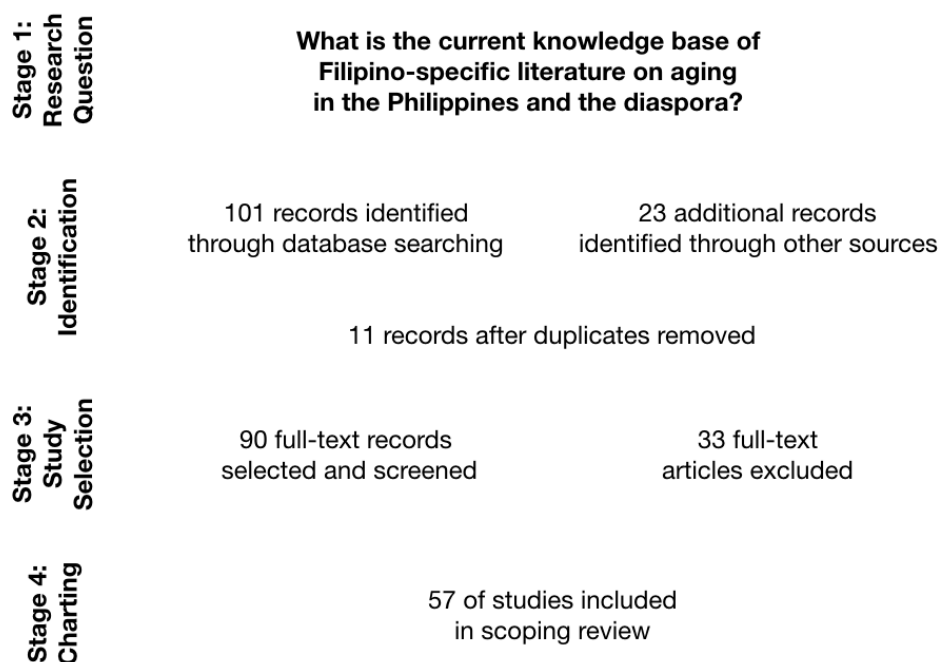 Stage 1:
Research
Question
What is the current knowledge base of
Filipino-specific literature on aging
in the Philippines and the diaspora?
Stage 2:
Identification
101 records identified
through database searching
23 additional records
identified through other sources
11 records after duplicates removed
Stage 3:
Study
Selection
90 full-text records
selected and screened
33 full-text
articles excluded
Stage 4:
Charting
57 of studies included
in scoping review